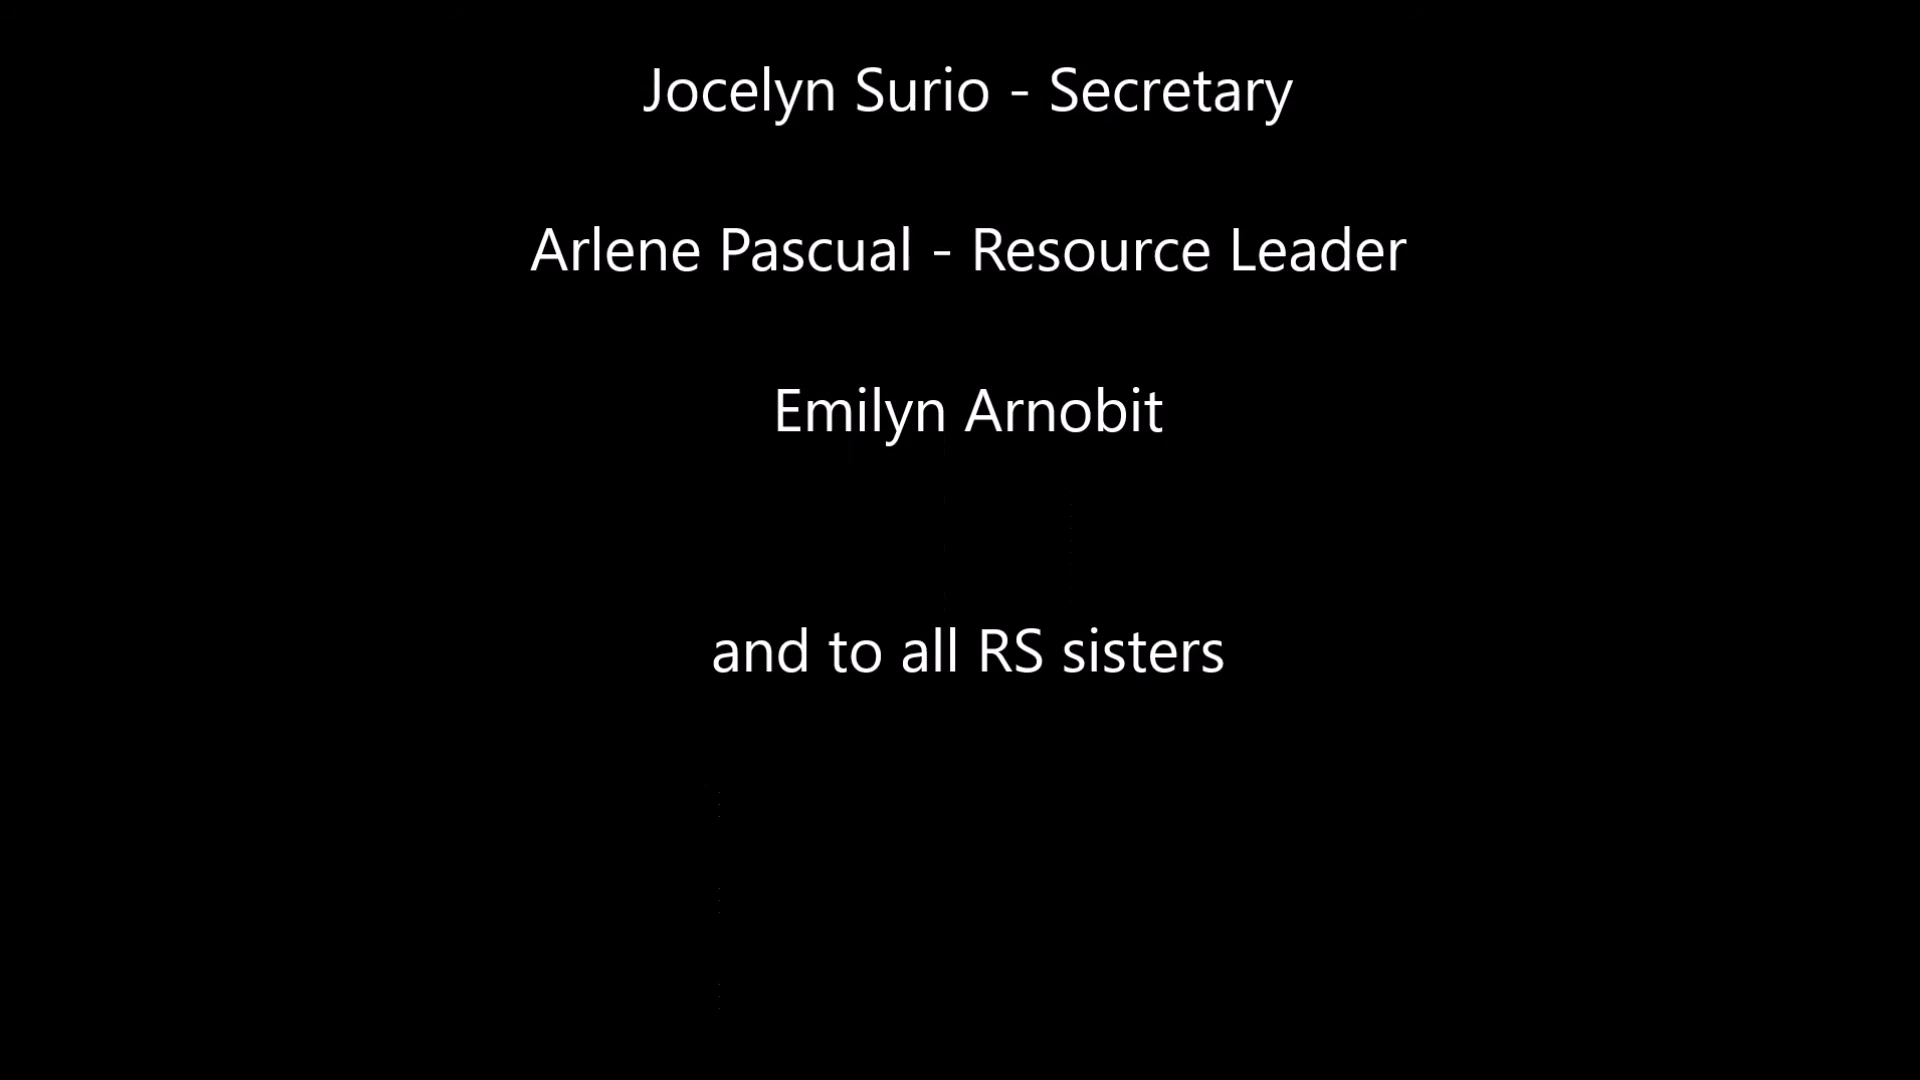 Jocelyn Surio - Secretary
Arlene Pascual - Resource Leader
Emilyn Arnobit
and to all RS sisters